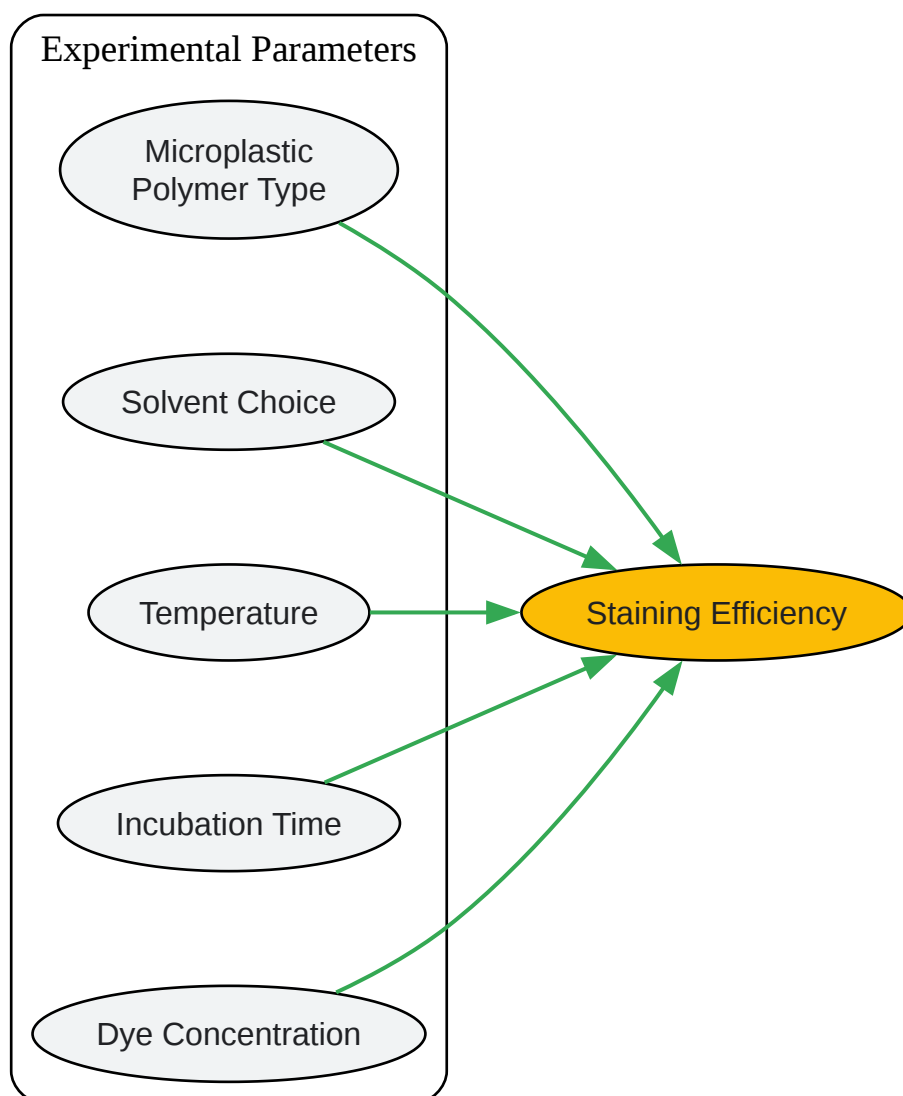 Experimental Parameters
Microplastic
Polymer Type
Solvent Choice
Temperature
Staining Efficiency
Incubation Time
Dye Concentration